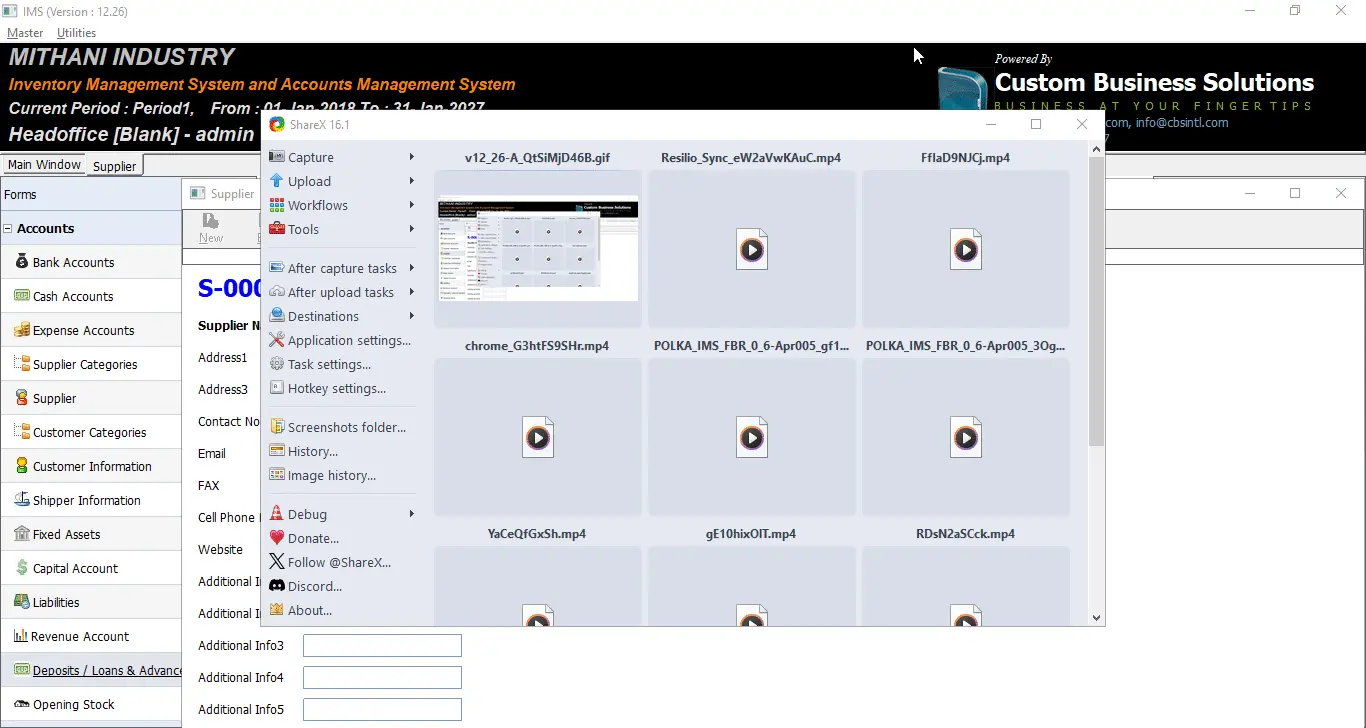 IMS (Version : 12.26)
Master Utilities
MITHANI INDUSTRY
Inventory Management System and Accounts Management System
Current Period : Period1, From : 01-Jan-2018 To : 31-Jan-2027
Headoffice [Blank] - admin
Powered By
Custom Business Solutions
BUSINESS AT YOUR FINGERTIPS
com, info@cbsintl.com
7
Main Window Supplier
Forms
Accounts
Bank Accounts
Cash Accounts
Expense Accounts
Supplier Categories
Supplier
Customer Categories
Customer Information
Shipper Information
Fixed Assets
Capital Account
Liabilities
Revenue Account
Deposits / Loans & Advance
Opening Stock
Supplier
New
S-000
Supplier N
Address1
Address3
Contact No
Email
FAX
Cell Phone
Website
Additional I
Additional I
Additional Info3
Additional Info4
Additional Info5
ShareX 16.1
Capture
Upload
Workflows
Tools
After capture tasks
After upload tasks
Destinations
Application settings...
Task settings...
Hotkey settings...
Screenshots folder...
History...
Image history...
Debug
Donate...
Follow @ShareX...
Discord...
About...
v12_26-A_QtSiMjD46B.gif Resilio_Sync_eW2aVwKAuC.mp4 FflaD9NJCj.mp4
chrome_G3htFS9SHr.mp4 POLKA_IMS_FBR_0_6-Apr005_gf1... POLKA_IMS_FBR_0_6-Apr005_3Og...
YaCeQfGxSh.mp4 gE10hixOIT.mp4 RDsN2aSCck.mp4